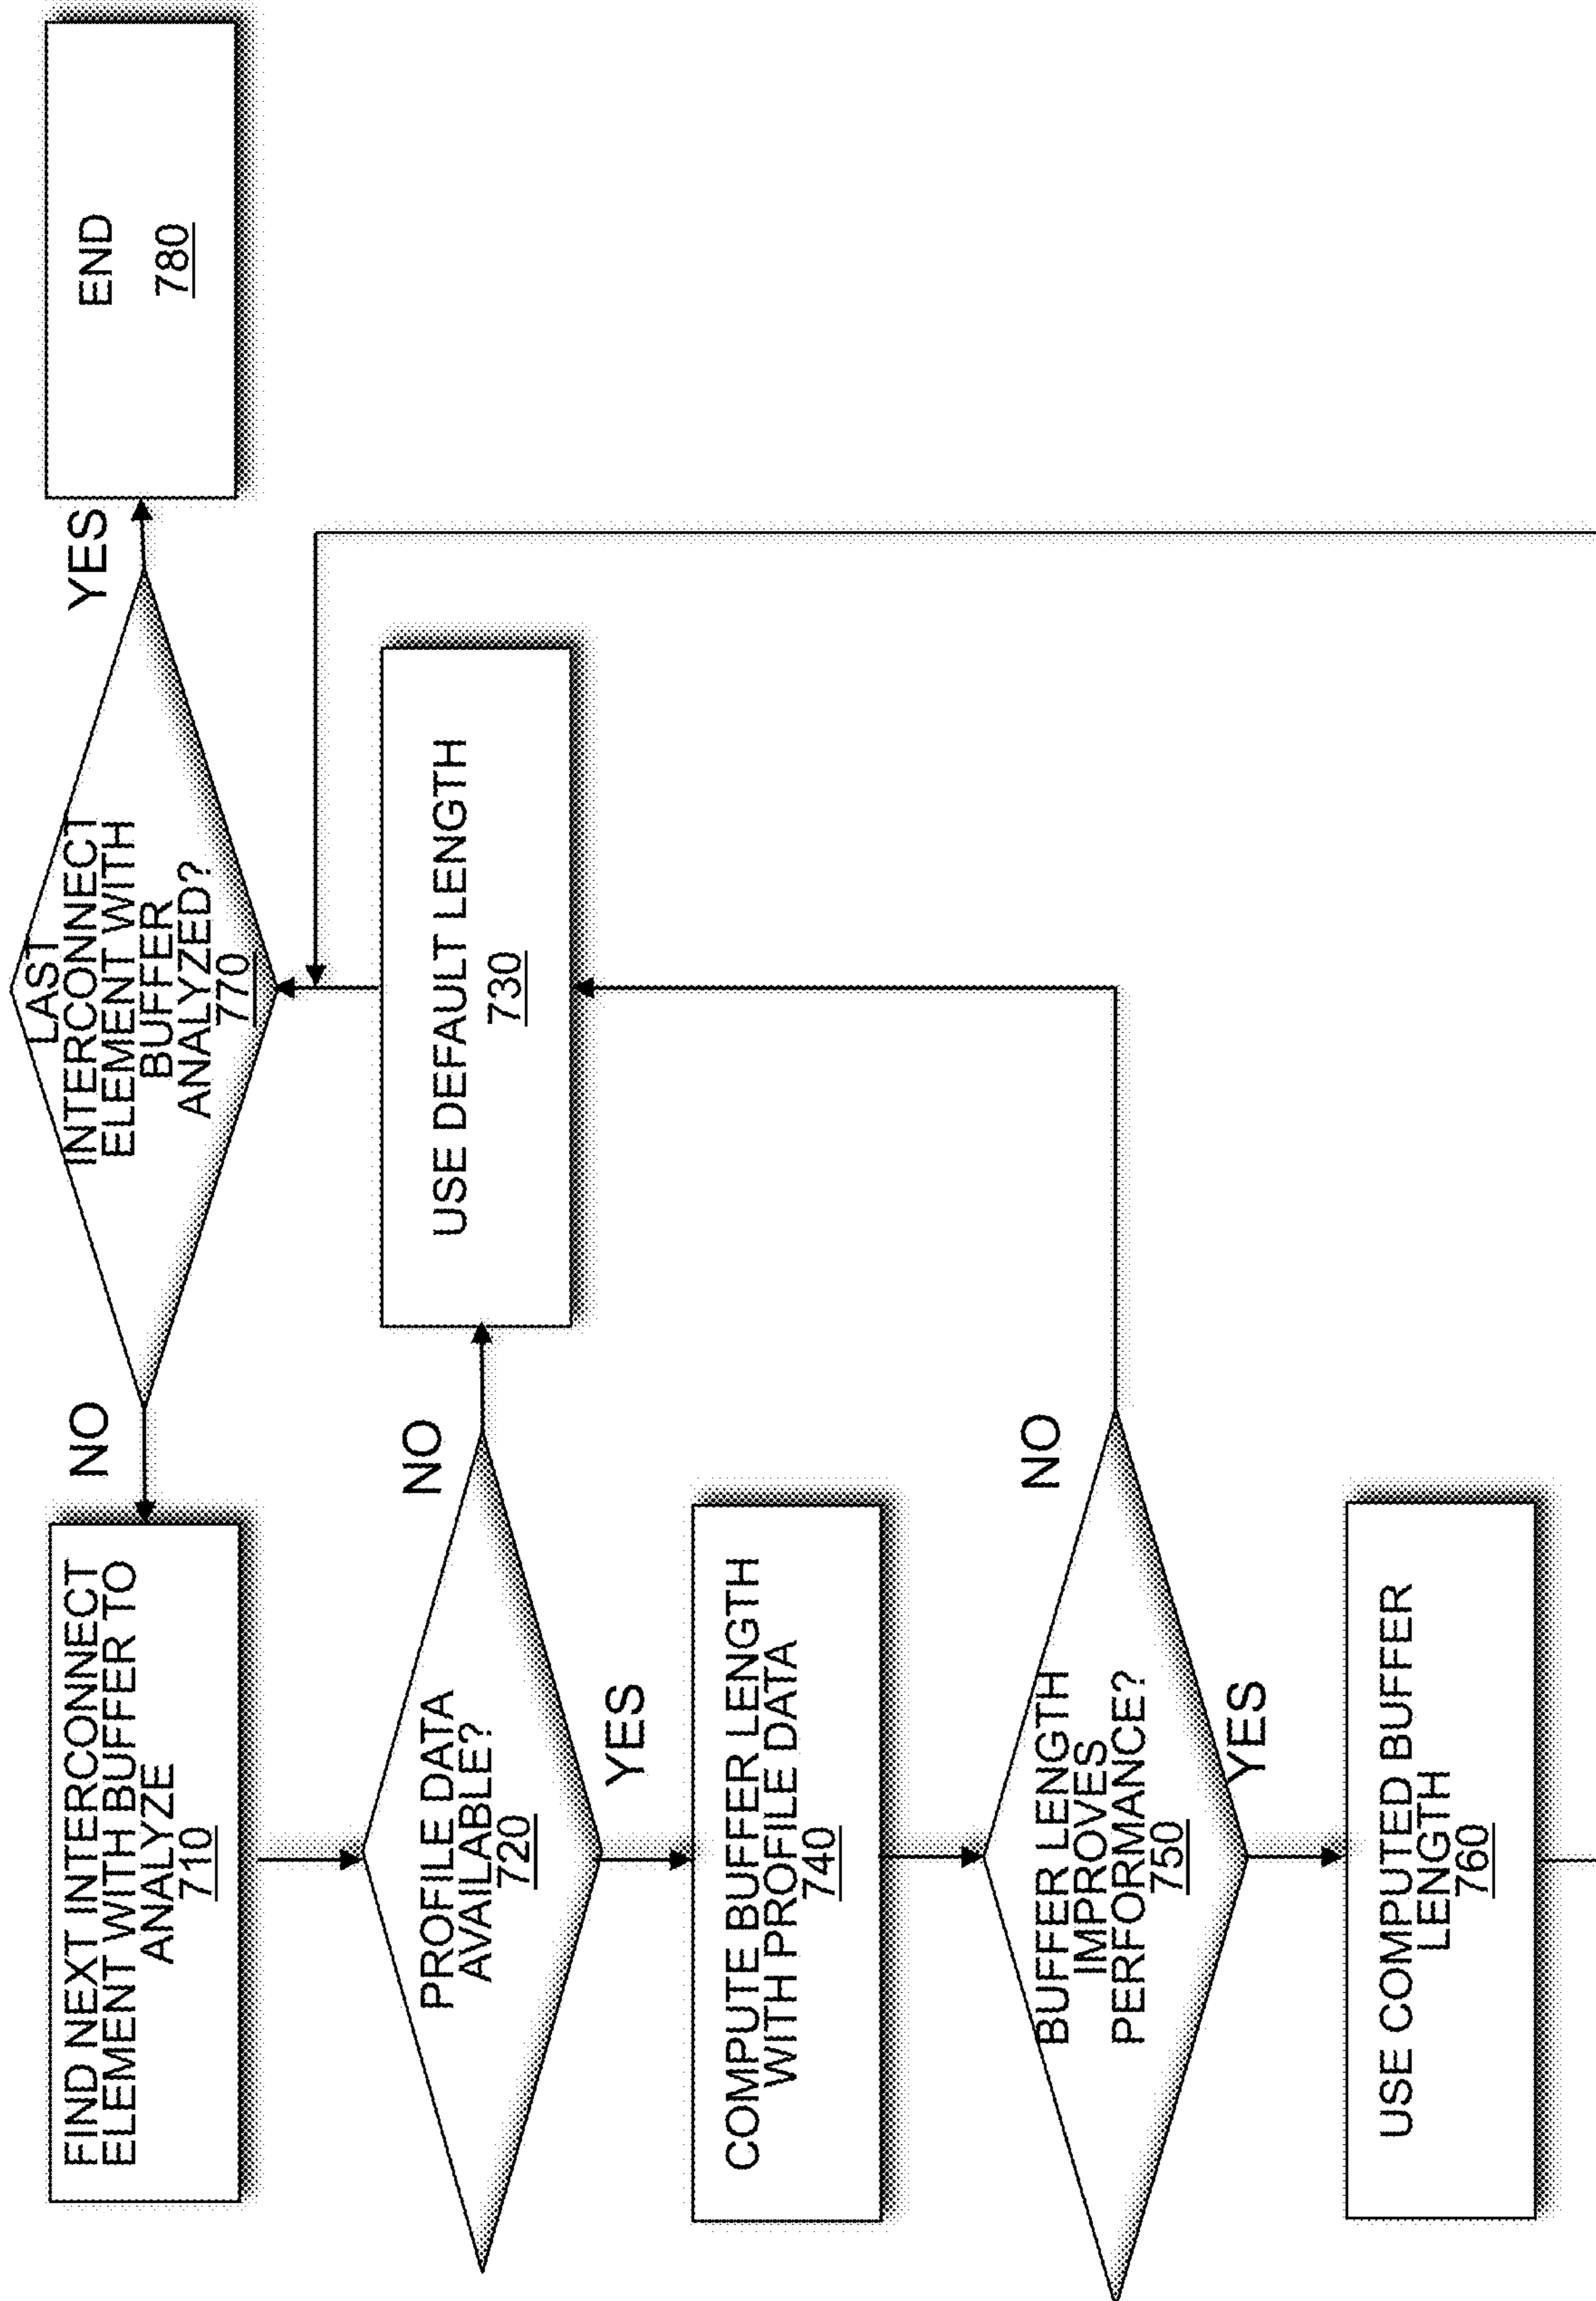 FIND NEXT INTERCONNECT
ELEMENT WITH BUFFER TO
ANALYZE
710
NO
LAST
INTERCONNECT
ELEMENT WITH
BUFFER
ANALYZED?
770
YES
END
780
PROFILE DATA
AVAILABLE?
720
NO
USE DEFAULT LENGTH
730
YES
COMPUTE BUFFER LENGTH
WITH PROFILE DATA
740
BUFFER LENGTH
IMPROVES
PERFORMANCE?
750
NO
YES
USE COMPUTED BUFFER
LENGTH
760